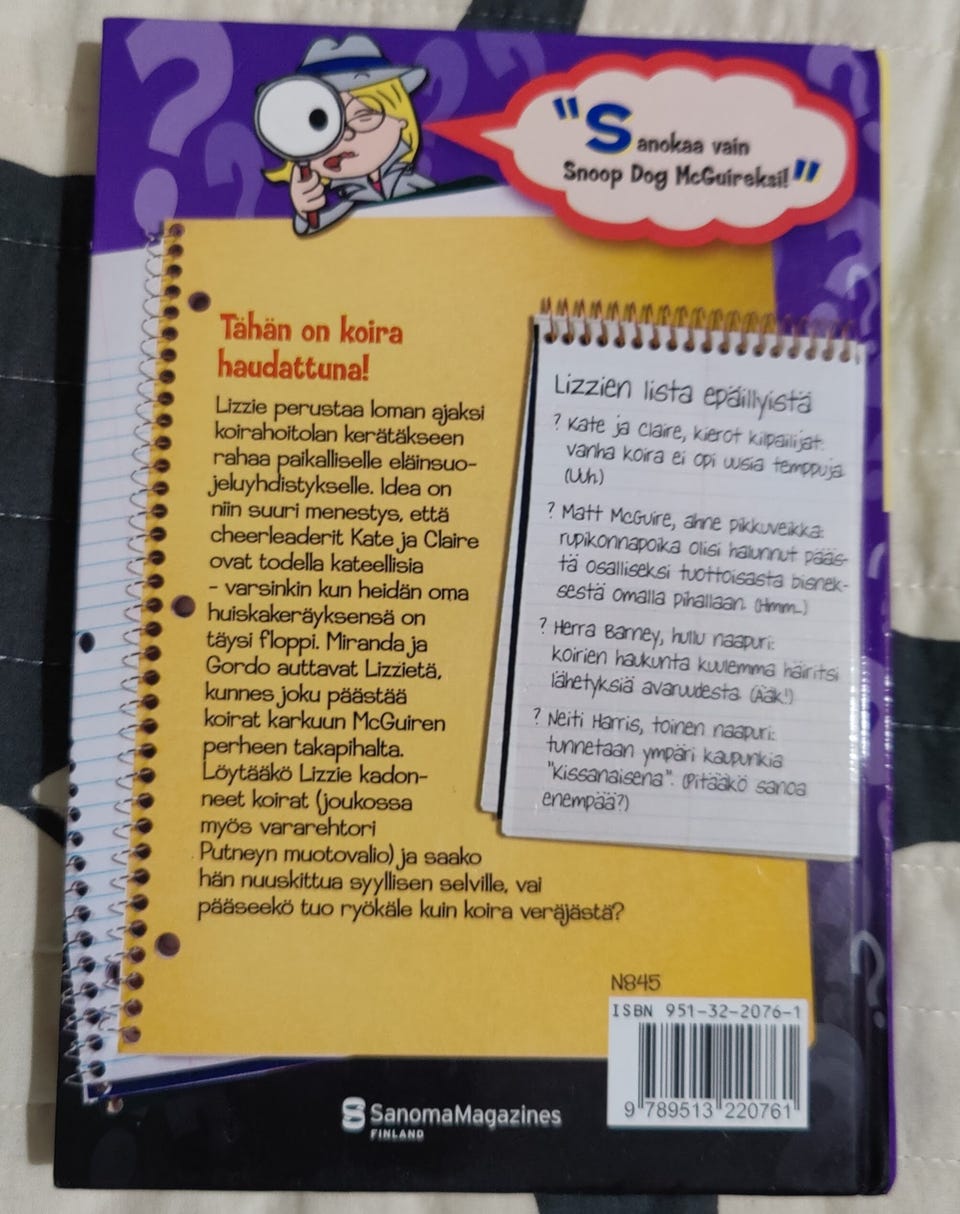 "Sanokaa vain
Snoop Dog McGuireksi!"
Tähän on koira
haudattuna!
Lizzie perustaa loman ajaksi
koirahoitolan kerätäkseen
rahaa paikalliselle eläinsuo-
jeluyhdistykselle. Idea on
niin suuri menestys, että
cheerleaderit Kate ja Claire
ovat todella kateellisia
- varsinkin kun heidän oma
huiskakeräyksensä on
täysi floppi. Miranda ja
Gordo auttavat Lizzietä,
kunnes joku päästää
koirat karkuun McGuiren
perheen takapihalta.
Löytääkö Lizzie kadon-
neet koirat (joukossa
myös vararehtori
Putneyn muotovalio) ja saako
hän nuuskittua syyllisen selville, vai
pääseekö tuo ryökäle kuin koira veräjästä?
Lizzien lista epäillyistä
? Kate ja Claire, kierot kilpailijat:
vanha koira ei opi uusia temppuja.
(Uuh.)
? Matt McGuire, ahne pikkuveikka:
rupikonnapoika olisi halunnut pääs-
tä osalliseksi tuottoisasta bisnek-
sestä omalla pihallaan. (Hmm...)
? Herra Barney, hullu naapuri:
koirien haukunta kuulemma häiritsi
lähetyksiä avaruudesta. (Ääk!)
? Neiti Harris, toinen naapuri:
tunnetaan ympäri kaupunkia
"Kissanaisena". (Pitääkö sanoa
enempää?)
N845
ISBN 951-32-2076-1
9 789513 220761
SanomaMagazines
FINLAND